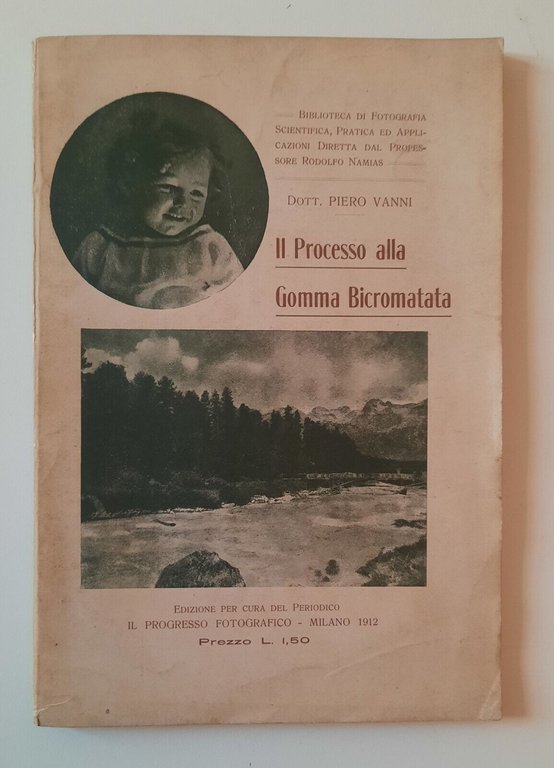 Biblioteca di Fotografia
Scientifica, Pratica ed Appli-
cazioni Diretta dal Profes-
sore Rodolfo Namias
Dott. PIERO VANNI
Il Processo alla
Gomma Bicromatata
Edizione per cura del Periodico
IL PROGRESSO FOTOGRAFICO - MILANO 1912
Prezzo L. 1,50